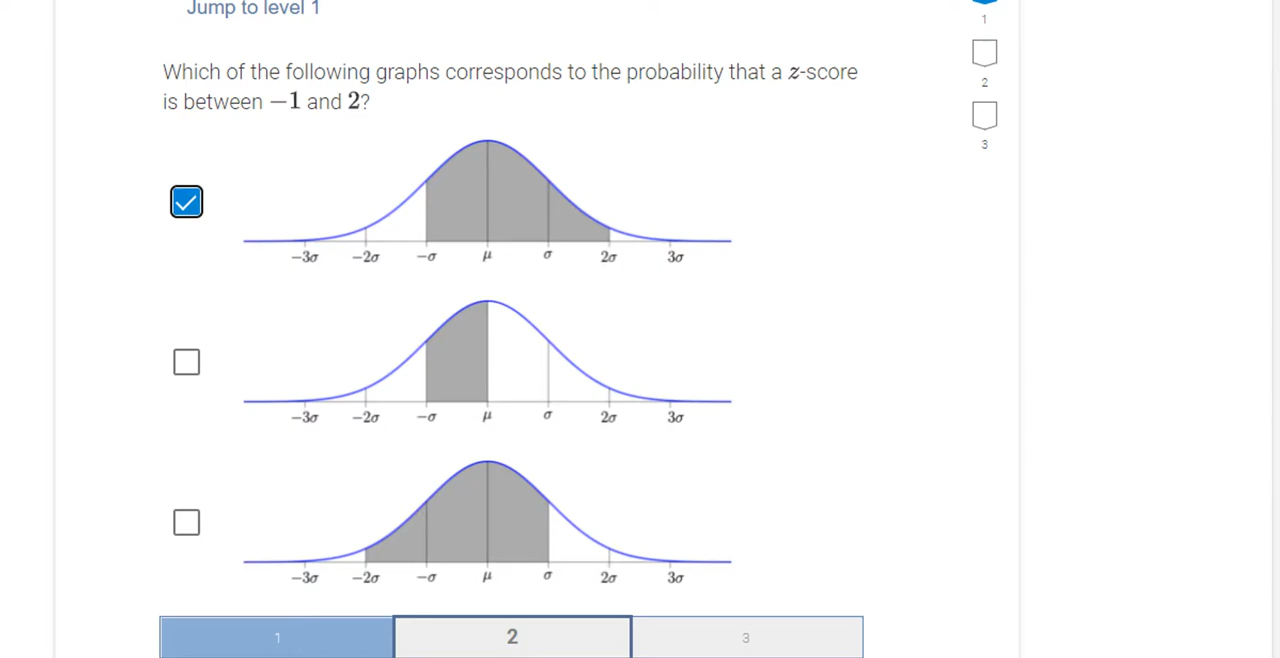 Jump to level 1
1
2
3
Which of the following graphs corresponds to the probability that a z-score
is between −1 and 2?
−3σ −2σ −σ μ σ 2σ 3σ
−3σ −2σ −σ μ σ 2σ 3σ
−3σ −2σ −σ μ σ 2σ 3σ
1 2 3